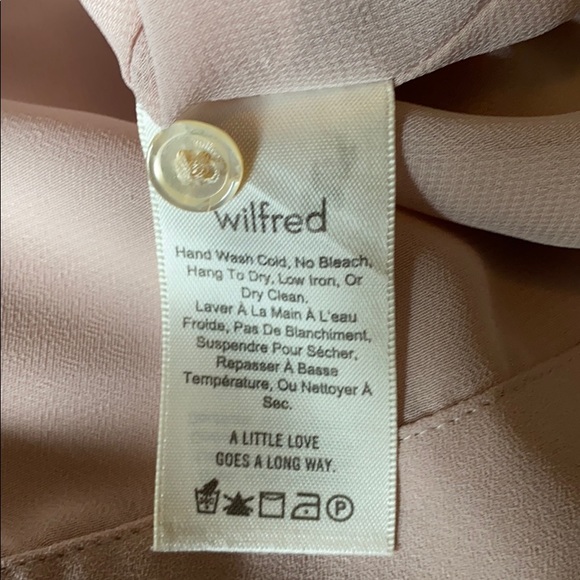 wilfred
Hand Wash Cold, No Bleach,
Hang To Dry, Low Iron, Or
Dry Clean.
Laver À La Main À L'eau
Froide, Pas De Blanchiment,
Suspendre Pour Sécher,
Repasser À Basse
Température, Ou Nettoyer À
Sec.
A LITTLE LOVE
GOES A LONG WAY.
P